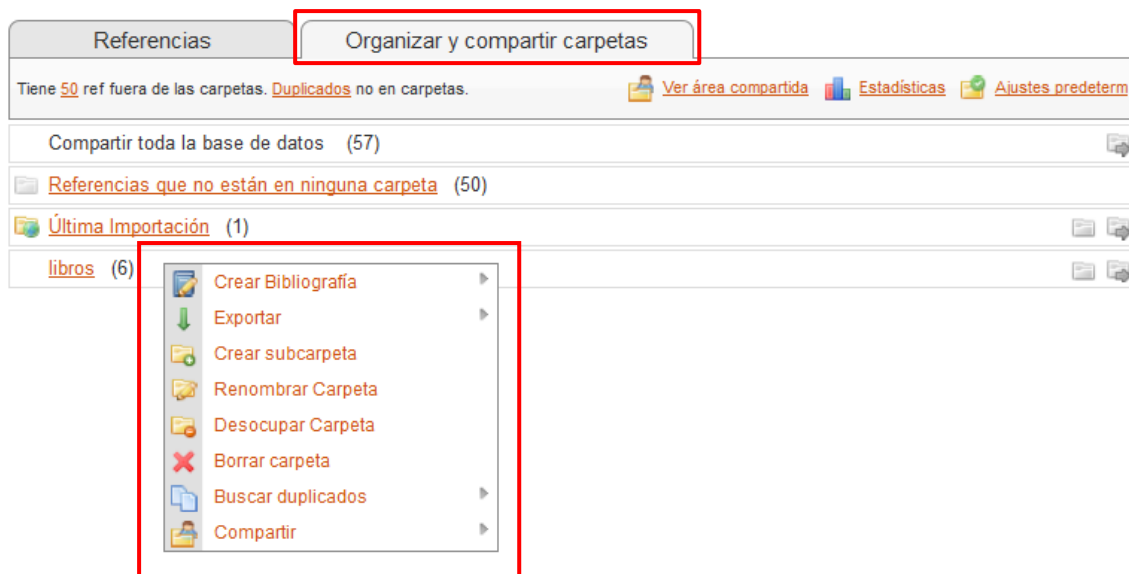 Referencias
Organizar y compartir carpetas
Tiene 50 ref fuera de las carpetas. Duplicados no en carpetas.
Ver área compartida
Estadísticas
Ajustes predeterm
Compartir toda la base de datos (57)
Referencias que no están en ninguna carpeta (50)
Última Importación (1)
libros (6)
Crear Bibliografía
Exportar
Crear subcarpeta
Renombrar Carpeta
Desocupar Carpeta
Borrar carpeta
Buscar duplicados
Compartir